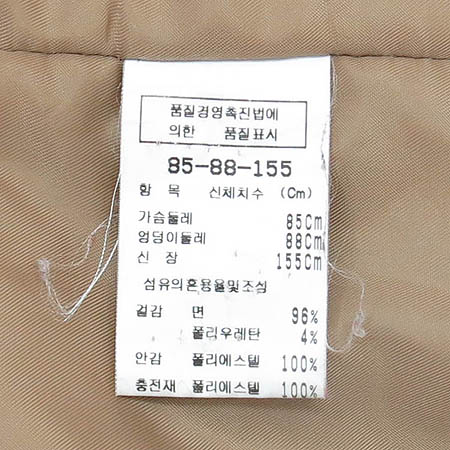 품질경영촉진법에
의한 품질표시
85-88-155
항 목 신체치수 (Cm)
가슴둘레 85Cm
엉덩이둘레 88Cm
신 장 155Cm
섬유의혼용율및조성
겉감 면 96%
폴리우레탄 4%
안감 폴리에스텔 100%
충전재 폴리에스텔 100%